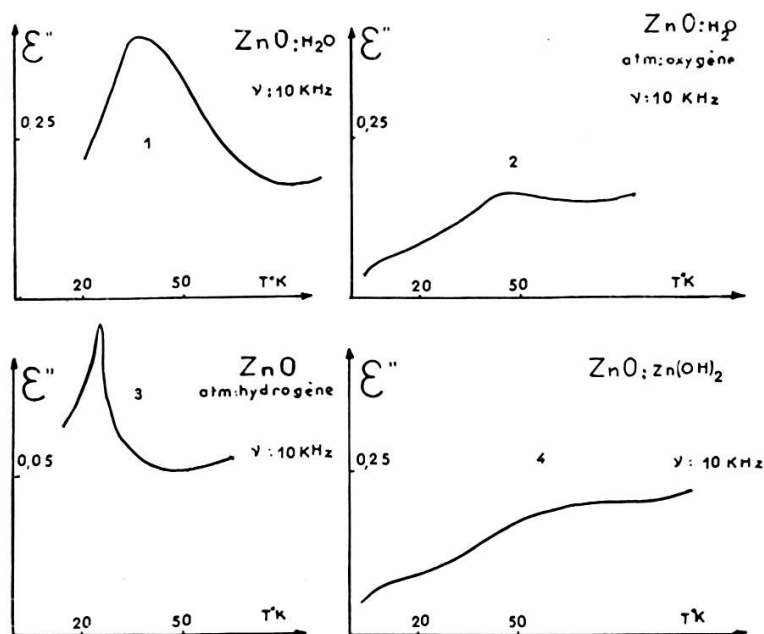 ε"
ZnO:H₂O
ν:10 KHz
0,25
1
20 50 T°K
ε"
ZnO:H₂O
atm:oxygène
ν:10 KHz
0,25
2
20 50 T°K
ε"
ZnO
atm:hydrogène
3
ν:10 KHz
0,05
20 50 T°K
ε"
ZnO:Zn(OH)₂
0,25
4
ν:10 KHz
20 50 T°K